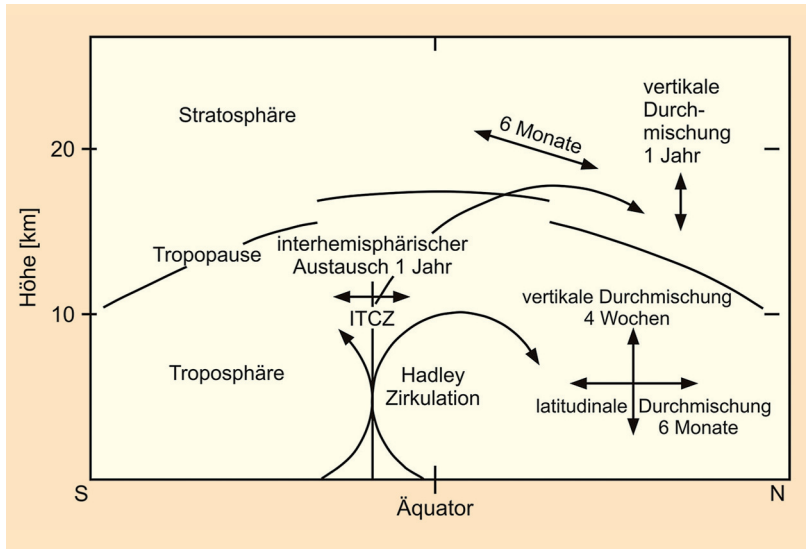 Stratosphäre
6 Monate
vertikale
Durch-
mischung
1 Jahr
20
Höhe [km]
Tropopause
interhemisphärischer
Austausch 1 Jahr
10
ITCZ
vertikale Durchmischung
4 Wochen
Troposphäre
Hadley
Zirkulation
latitudinale Durchmischung
6 Monate
S
Äquator
N